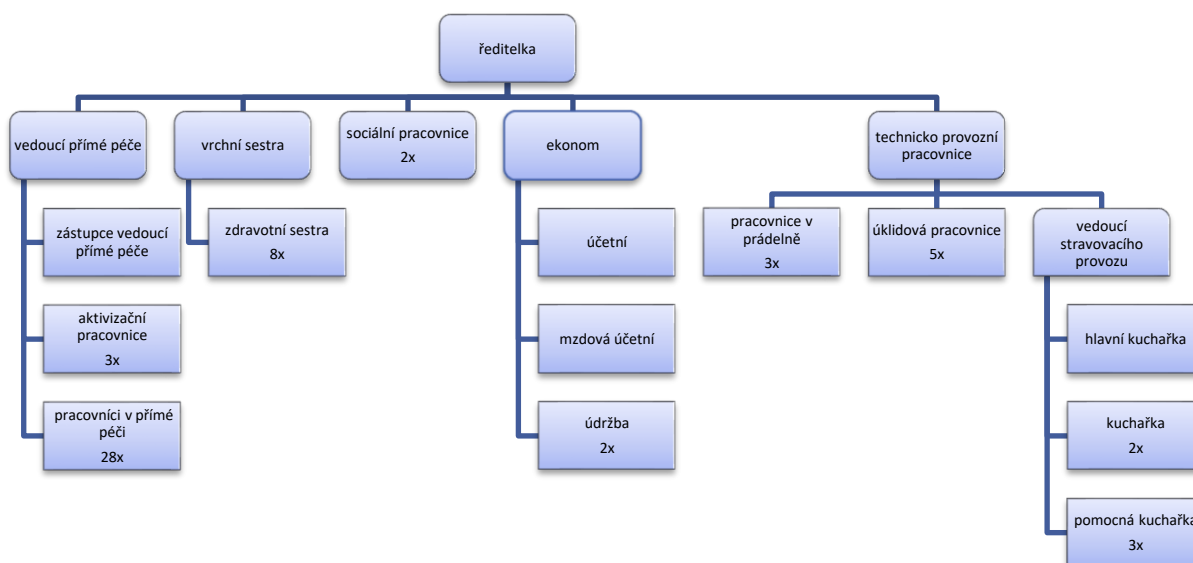 ředitelka
vedoucí přímé péče
vrchní sestra
sociální pracovnice
2x
ekonom
technicko provozní
pracovnice
zástupce vedoucí
přímé péče
zdravotní sestra
8x
účetní
pracovnice v
prádelně
3x
úklidová pracovnice
5x
vedoucí
stravovacího
provozu
aktivizační
pracovnice
3x
mzdová účetní
hlavní kuchařka
pracovníci v přímé
péči
28x
údržba
2x
kuchařka
2x
pomocná kuchařka
3x